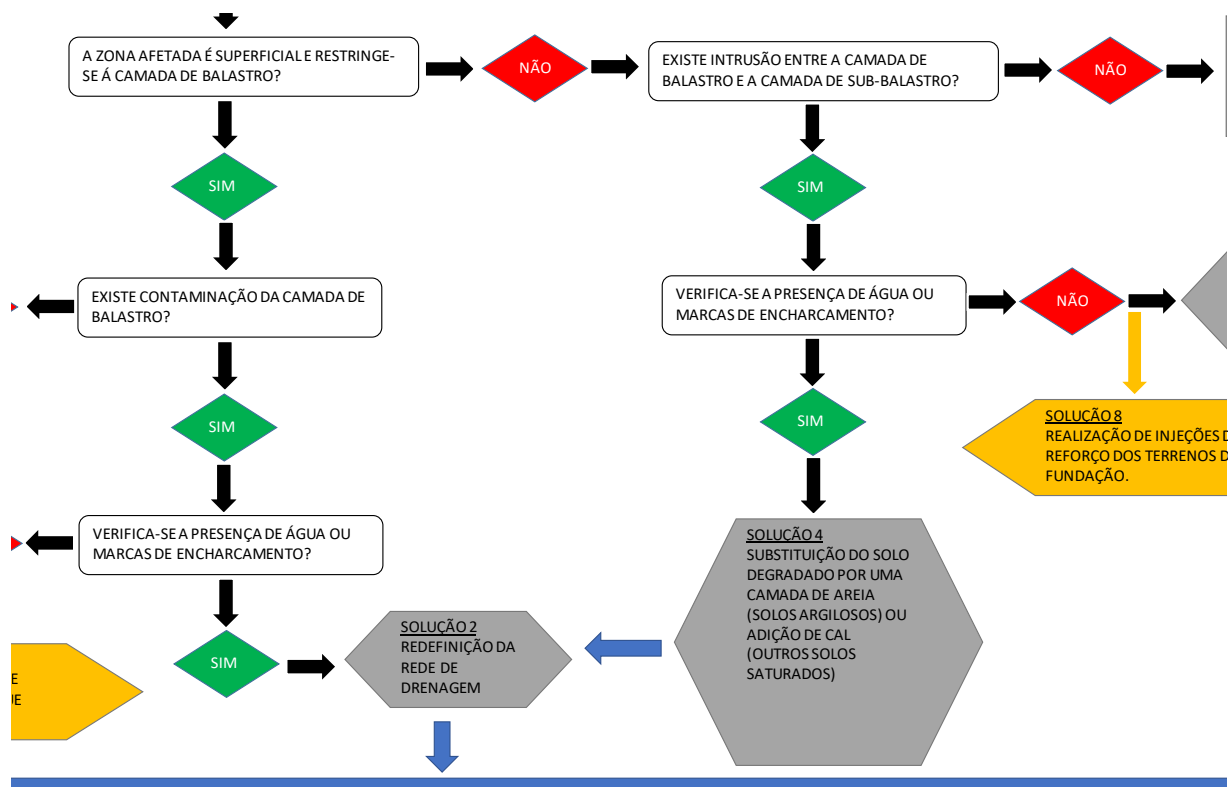 A ZONA AFETADA É SUPERFICIAL E RESTRINGE-
SE Á CAMADA DE BALASTRO?
NÃO
EXISTE INTRUSÃO ENTRE A CAMADA DE
BALASTRO E A CAMADA DE SUB-BALASTRO?
NÃO
SIM
SIM
EXISTE CONTAMINAÇÃO DA CAMADA DE
BALASTRO?
VERIFICA-SE A PRESENÇA DE ÁGUA OU
MARCAS DE ENCHARCAMENTO?
NÃO
SIM
SIM
SOLUÇÃO 8
REALIZAÇÃO DE INJEÇÕES
REFORÇO DOS TERRENOS
FUNDAÇÃO.
VERIFICA-SE A PRESENÇA DE ÁGUA OU
MARCAS DE ENCHARCAMENTO?
SOLUÇÃO 4
SUBSTITUIÇÃO DO SOLO
DEGRADADO POR UMA
CAMADA DE AREIA
(SOLOS ARGILOSOS) OU
ADIÇÃO DE CAL
(OUTROS SOLOS
SATURADOS)
SIM
SOLUÇÃO 2
REDEFINIÇÃO DA
REDE DE
DRENAGEM